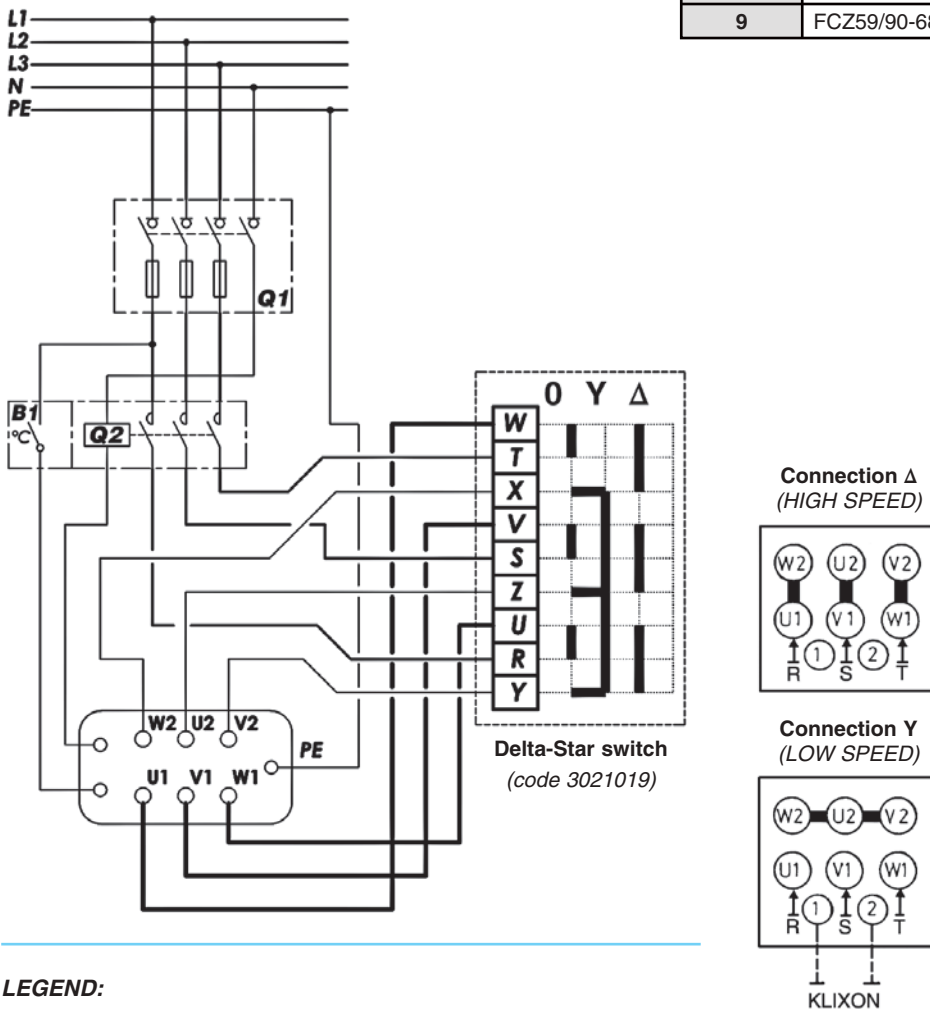 L1
L2
L3
N
PE
9 FCZ59/90-68
Q1
B1
°C
Q2
0 Y Δ
W
T
X
V
S
Z
U
R
Y
W2 U2 V2
PE
U1 V1 W1
Delta-Star switch
(code 3021019)
Connection Δ
(HIGH SPEED)
W2 U2 V2
U1 V1 W1
1 2
R S T
Connection Y
(LOW SPEED)
W2 U2 V2
U1 V1 W1
1 2
R S T
KLIXON
LEGEND: